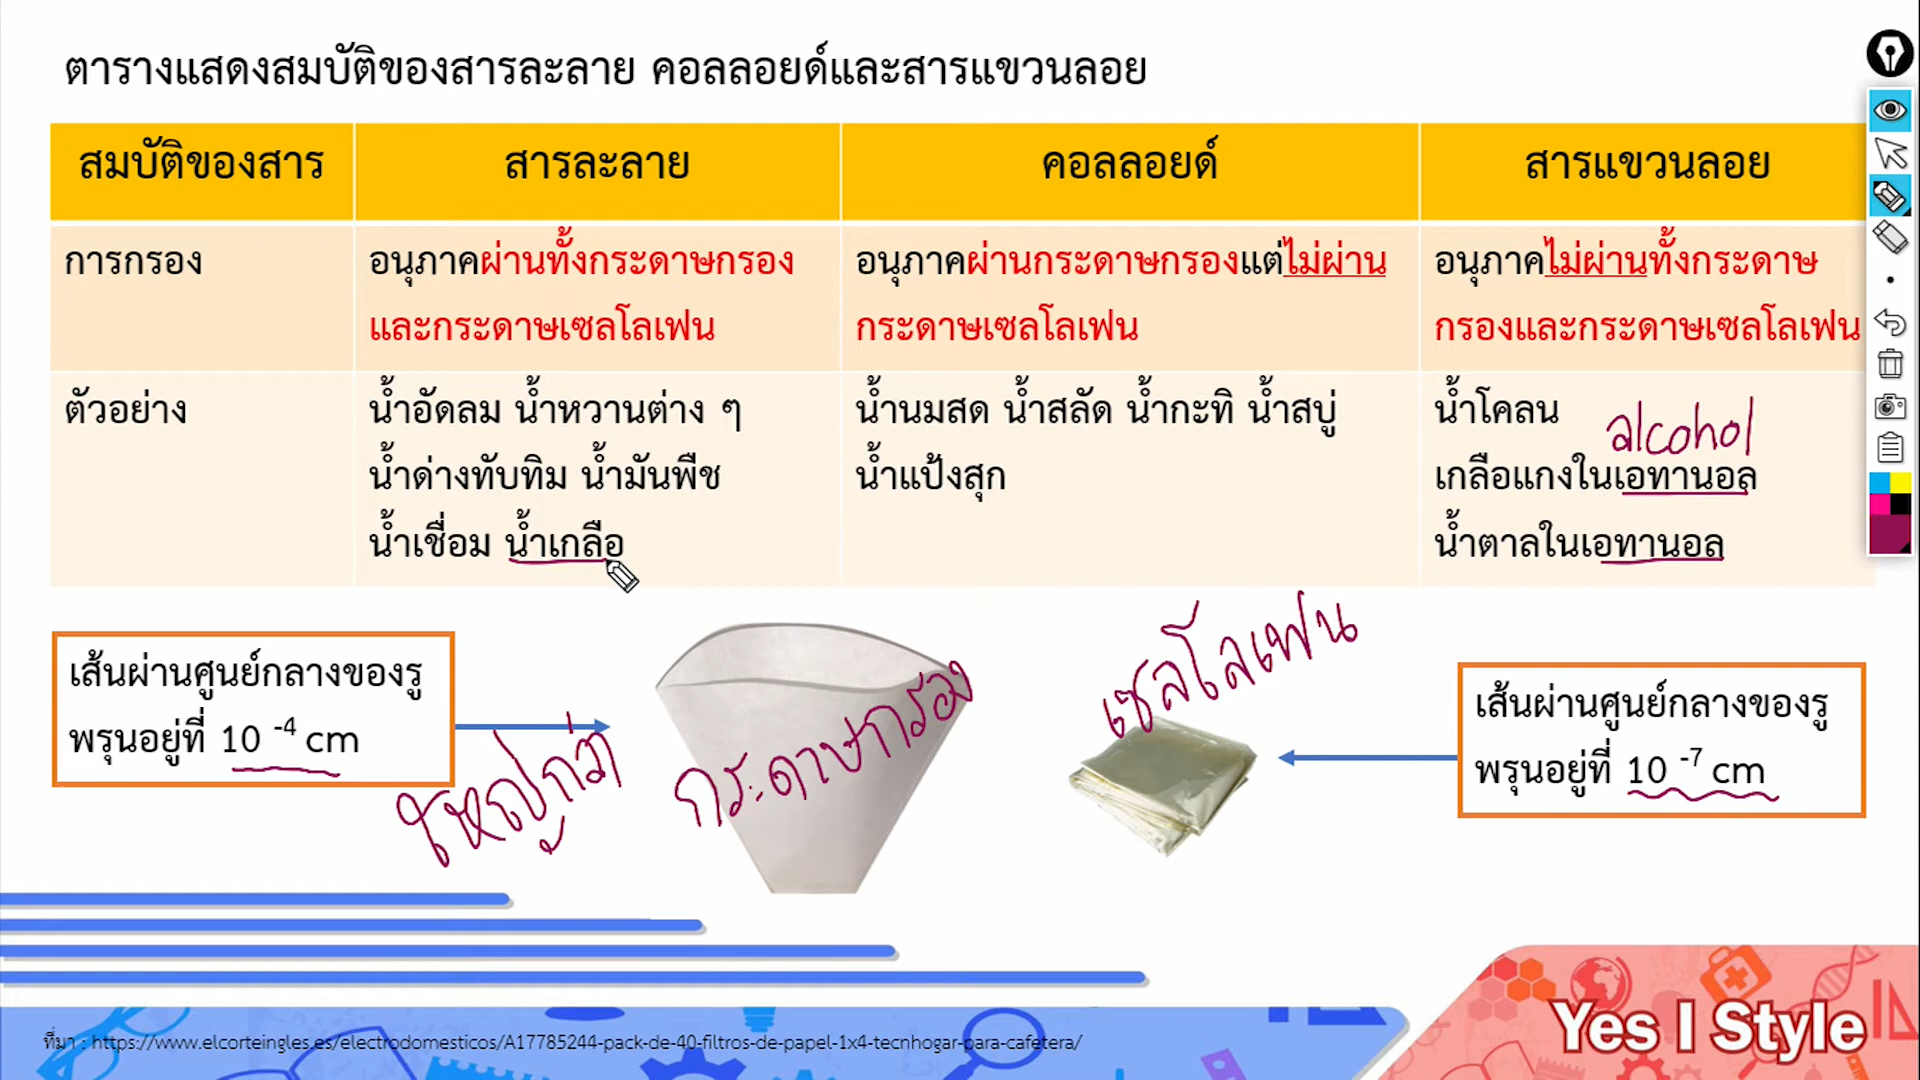 ตารางแสดงสมบัติของสารละลาย คอลลอยด์และสารแขวนลอย
สมบัติของสาร
สารละลาย
คอลลอยด์
สารแขวนลอย
การกรอง
อนุภาคผ่านทั้งกระดาษกรอง
และกระดาษเซลโลเฟน
อนุภาคผ่านกระดาษกรองแต่ไม่ผ่าน
กระดาษเซลโลเฟน
อนุภาคไม่ผ่านทั้งกระดาษ
กรองและกระดาษเซลโลเฟน
ตัวอย่าง
น้ำอัดลม น้ำหวานต่าง ๆ
น้ำด่างทับทิม น้ำมันพืช
น้ำเชื่อม น้ำเกลือ
น้ำนมสด น้ำสลัด น้ำกะทิ น้ำสบู่
น้ำแป้งสุก
น้ำโคลน
alcohol
เกลือแกงในเอทานอล
น้ำตาลในเอทานอล
เส้นผ่านศูนย์กลางของรู
พรุนอยู่ที่ 10 -4 cm
ใหญ่กว่า
กระดาษกรอง
เซลโลเฟน
เส้นผ่านศูนย์กลางของรู
พรุนอยู่ที่ 10 -7 cm
ที่มา : https://www.elcorteingles.es/electrodomesticos/A17785244-pack-de-40-filtros-de-papel-1x4-tecnhogar-para-cafetera/
Yes I Style